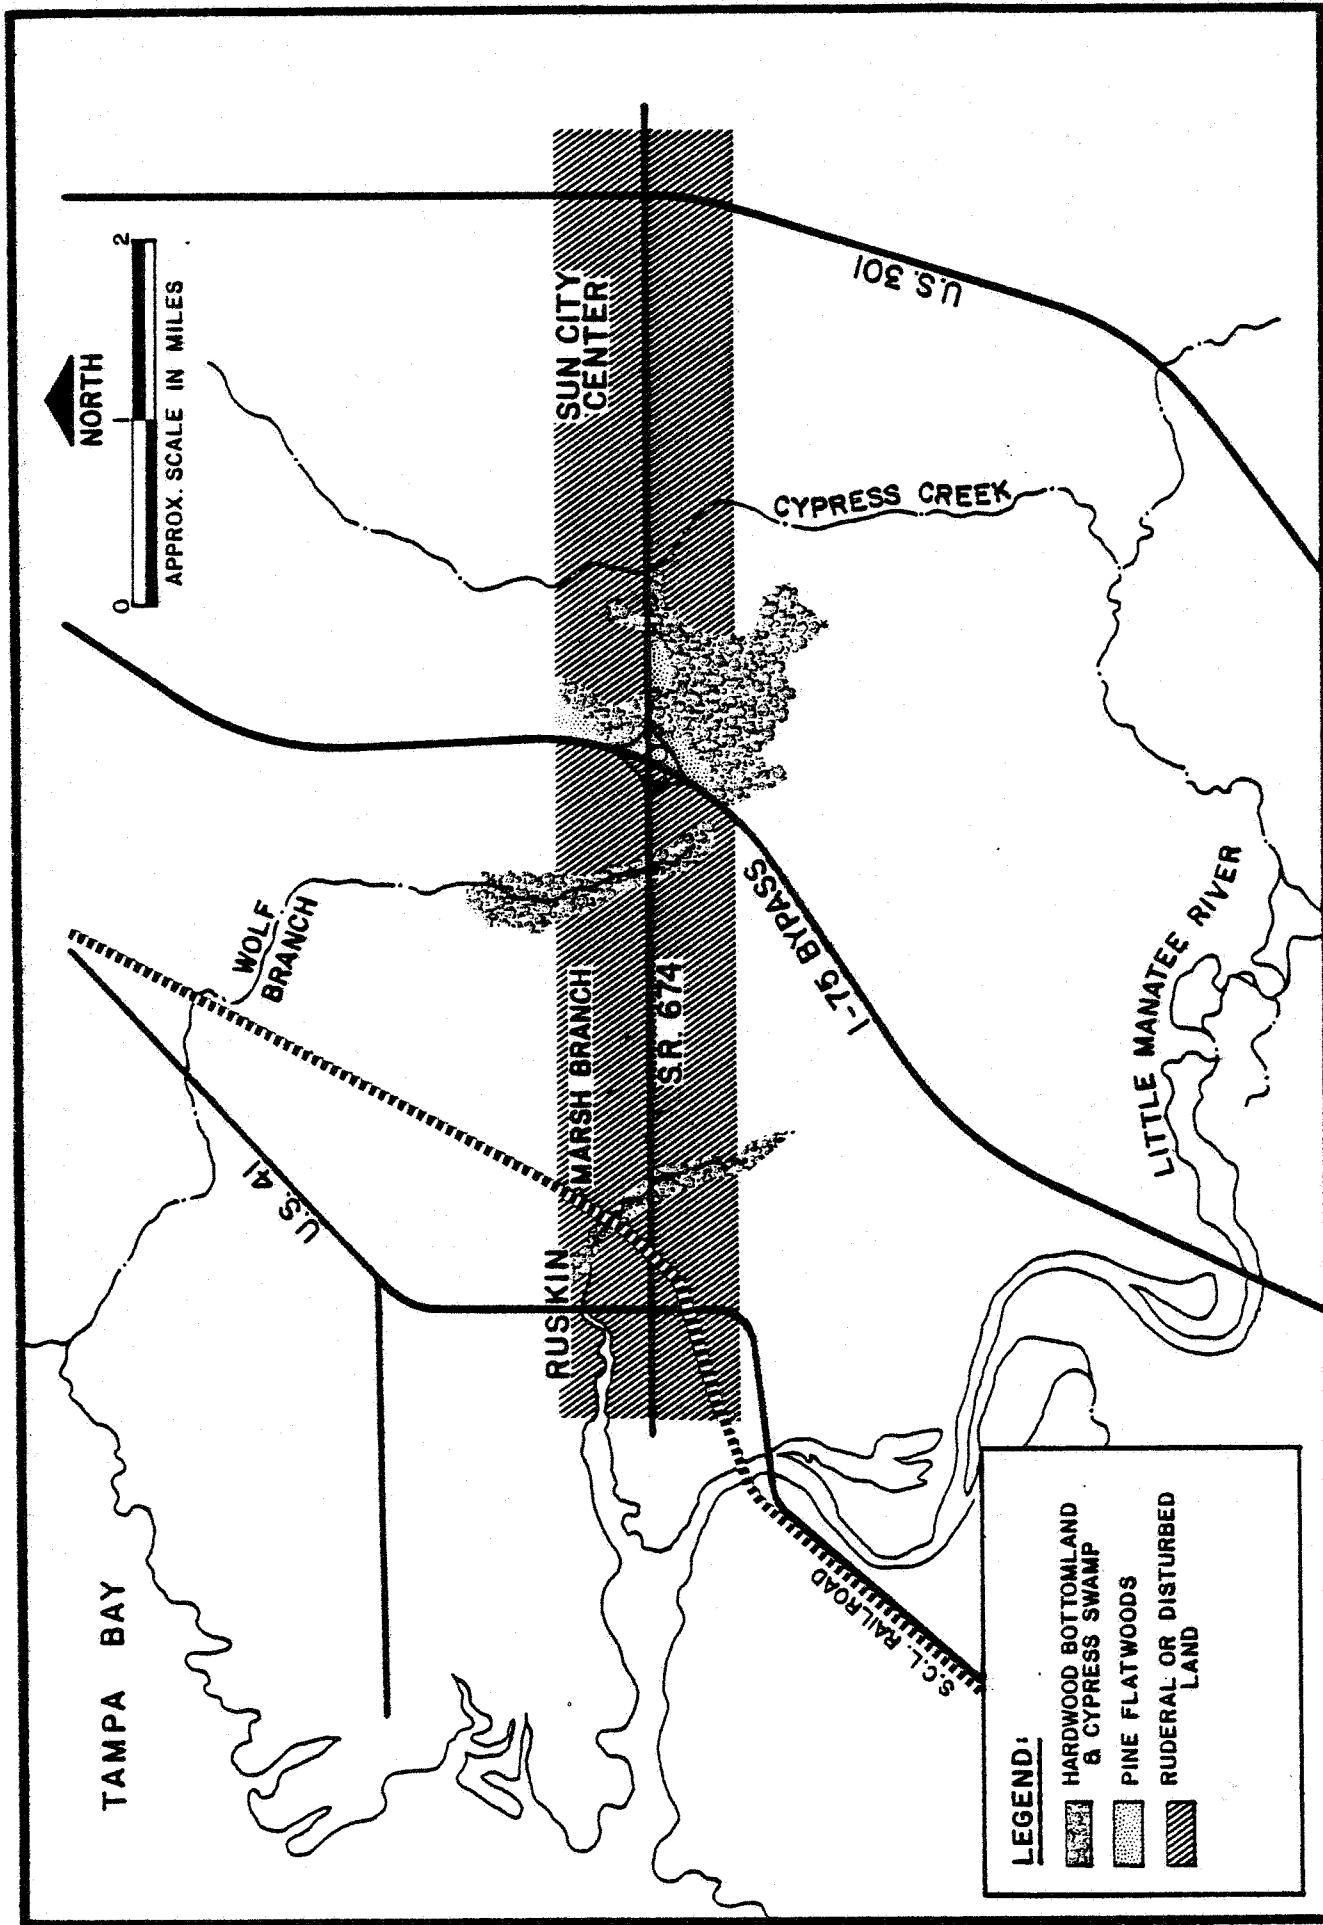 TAMPA BAY
NORTH
0 1 2
APPROX. SCALE IN MILES
WOLF
BRANCH
U.S. 41
RUSKIN
MARSH BRANCH
SUN CITY
CENTER
S.R. 674
CYPRESS CREEK
U.S. 301
I-75 BYPASS
S.C.L. RAILROAD
LITTLE MANATEE RIVER
LEGEND:
HARDWOOD BOTTOMLAND
& CYPRESS SWAMP
PINE FLATWOODS
RUDERAL OR DISTURBED
LAND